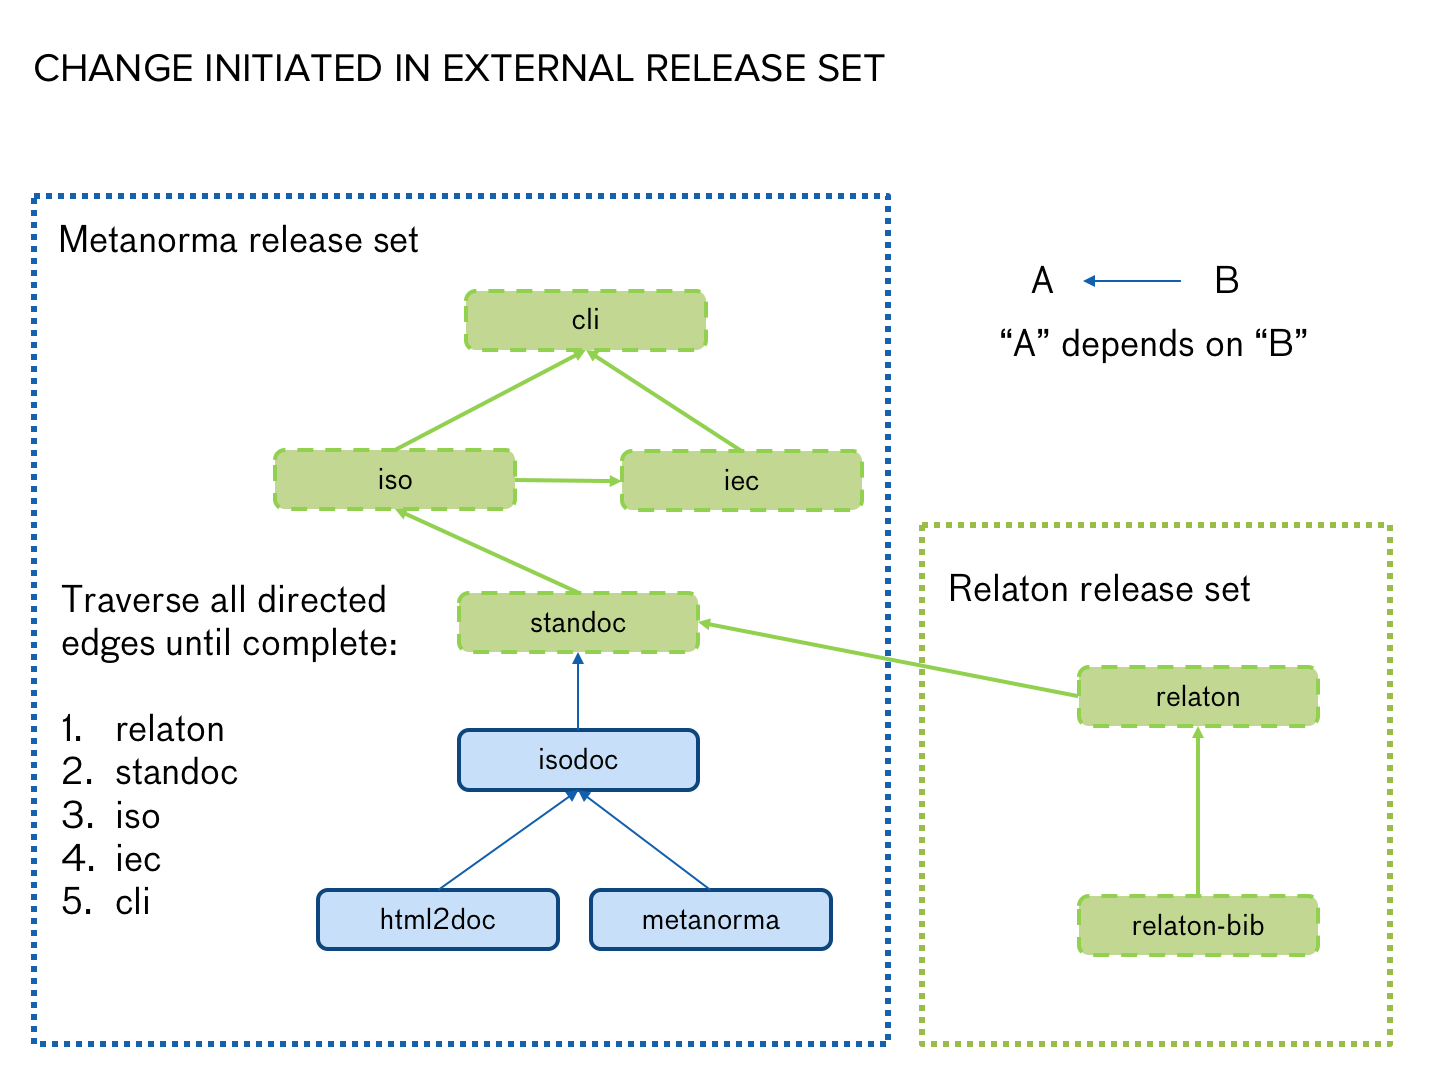 CHANGE INITIATED IN EXTERNAL RELEASE SET
Metanorma release set
cli
iso
iec
standoc
isodoc
html2doc
metanorma
Traverse all directed
edges until complete:
1. relaton
2. standoc
3. iso
4. iec
5. cli
A B
“A” depends on “B”
Relaton release set
relaton
relaton-bib